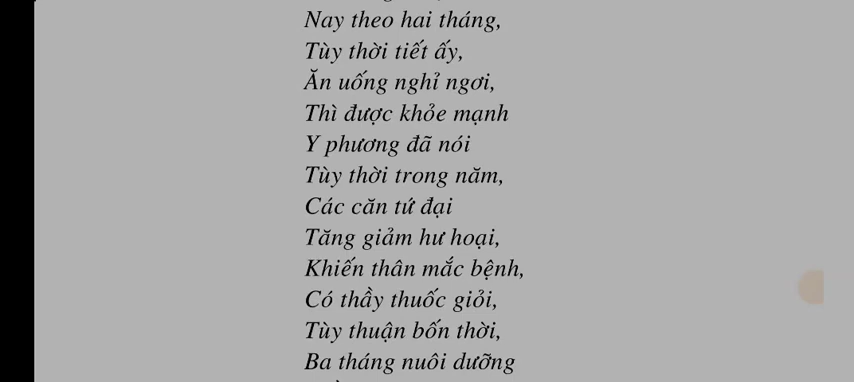 Nay theo hai tháng,
Tùy thời tiết ấy,
Ăn uống nghỉ ngơi,
Thì được khỏe mạnh
Y phương đã nói
Tùy thời trong năm,
Các căn tứ đại
Tăng giảm hư hoại,
Khiến thân mắc bệnh,
Có thầy thuốc giỏi,
Tùy thuận bốn thời,
Ba tháng nuôi dưỡng